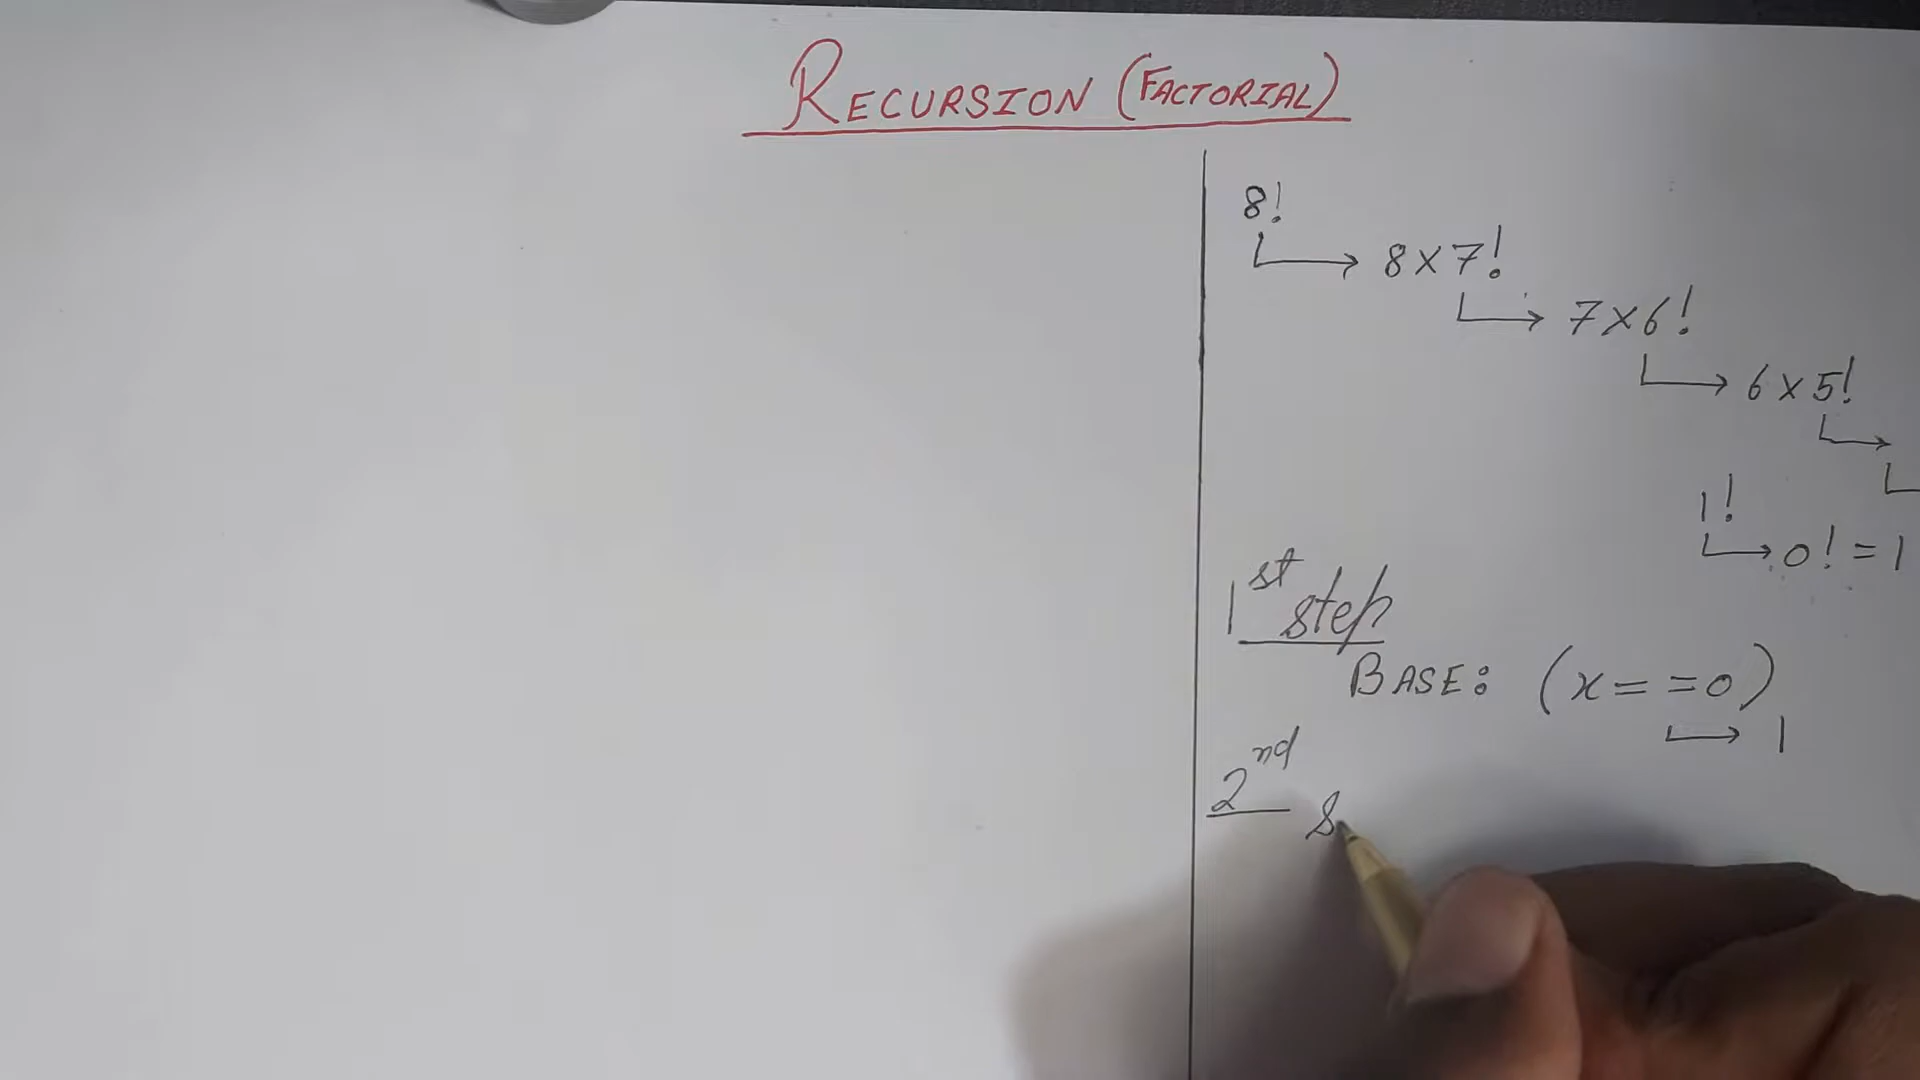 RECURSION (FACTORIAL)
8!
8 X 7!
7 X 6!
6 X 5!
1!
0! = 1
1st step
BASE: (x = = 0)
1
2nd s